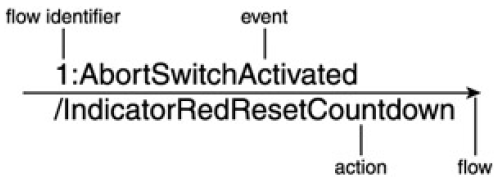 flow identifier event
1:AbortSwitchActivated
/IndicatorRedResetCountdown
action flow